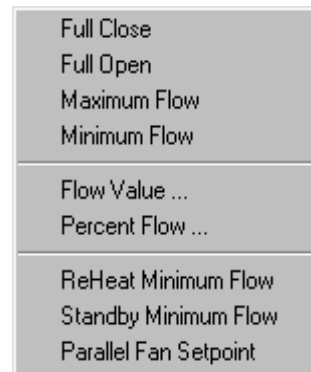 Full Close
Full Open
Maximum Flow
Minimum Flow
Flow Value ...
Percent Flow ...
ReHeat Minimum Flow
Standby Minimum Flow
Parallel Fan Setpoint